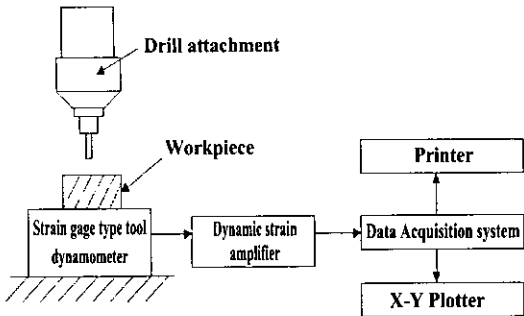 Drill attachment
Workpiece
Printer
Strain gage type tool
dynamometer
Dynamic strain
amplifier
Data Acquisition system
X-Y Plotter